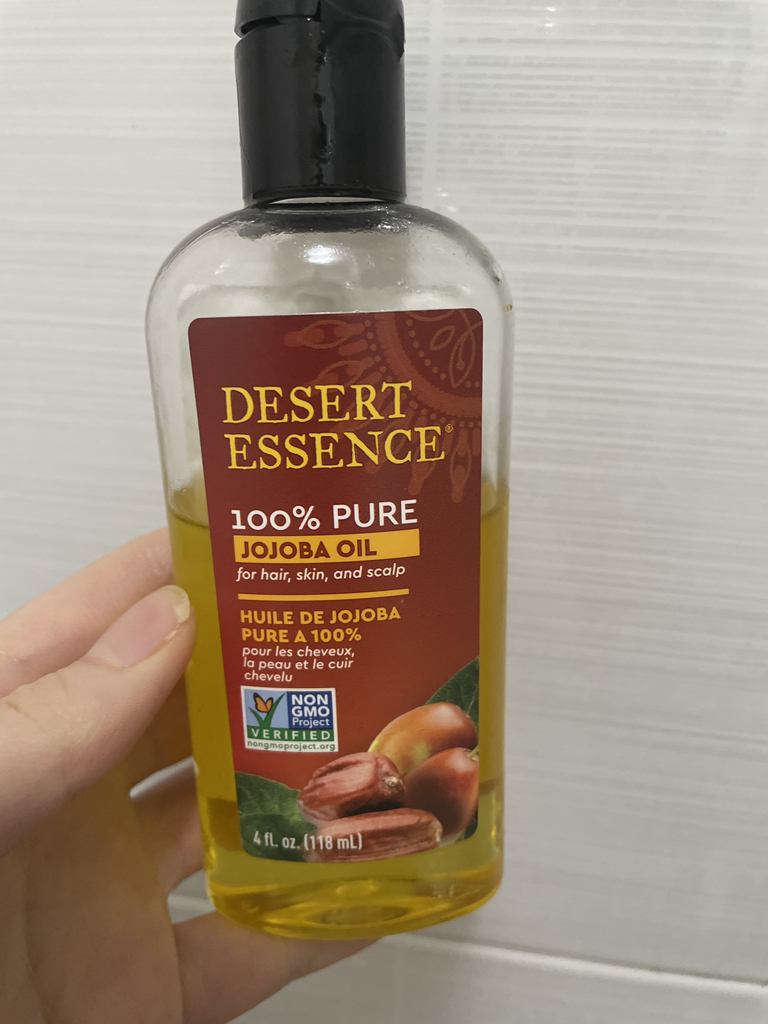 DESERT
ESSENCE®
100% PURE
JOJOBA OIL
for hair, skin, and scalp
HUILE DE JOJOBA
PURE A 100%
pour les cheveux,
la peau et le cuir
chevelu
NON
GMO
Project
VERIFIED
nongmoproject.org
4 fl. oz. (118 mL)